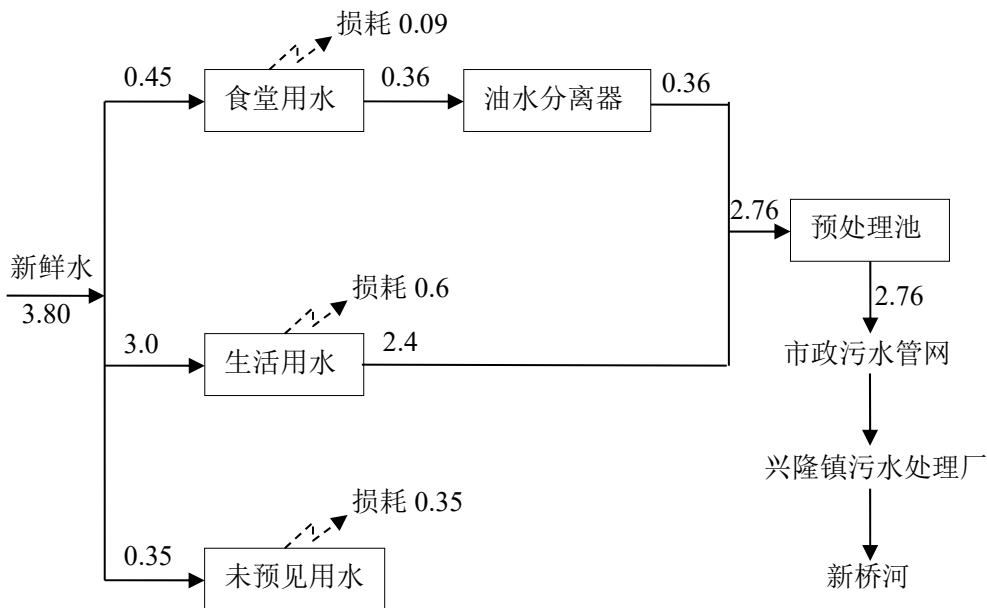 损耗 0.09
0.45
食堂用水
0.36
油水分离器
0.36
2.76
预处理池
新鲜水
3.80
损耗 0.6
2.76
3.0
生活用水
2.4
市政污水管网
兴隆镇污水处理厂
损耗 0.35
0.35
未预见用水
新桥河